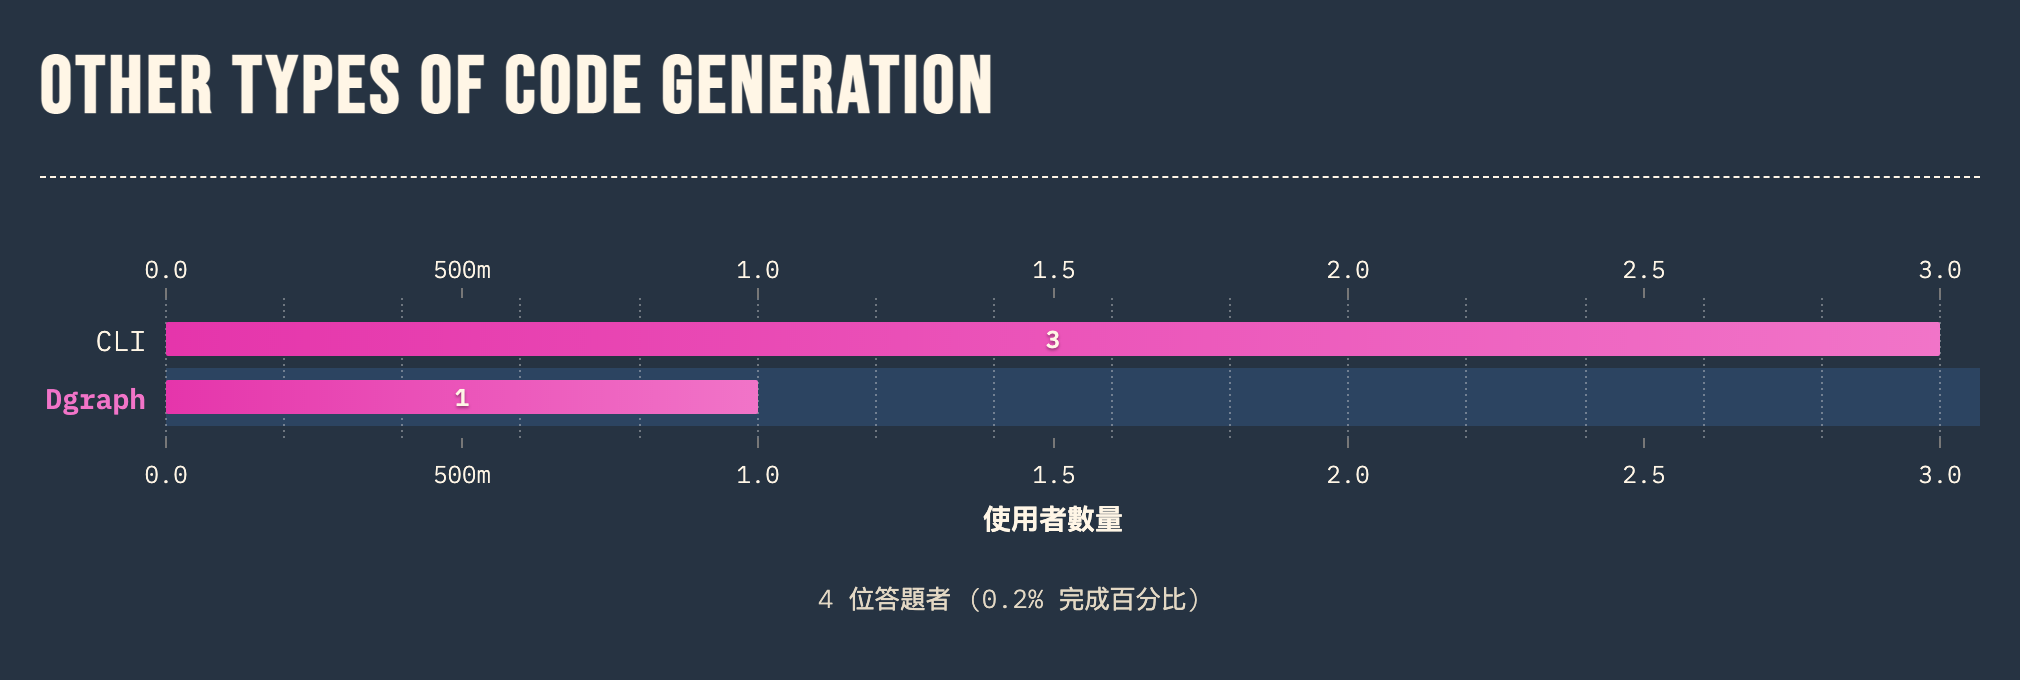 OTHER TYPES OF CODE GENERATION
0.0 500m 1.0 1.5 2.0 2.5 3.0
CLI 3
Dgraph 1
0.0 500m 1.0 1.5 2.0 2.5 3.0
使用者數量
4 位答題者 (0.2% 完成百分比)